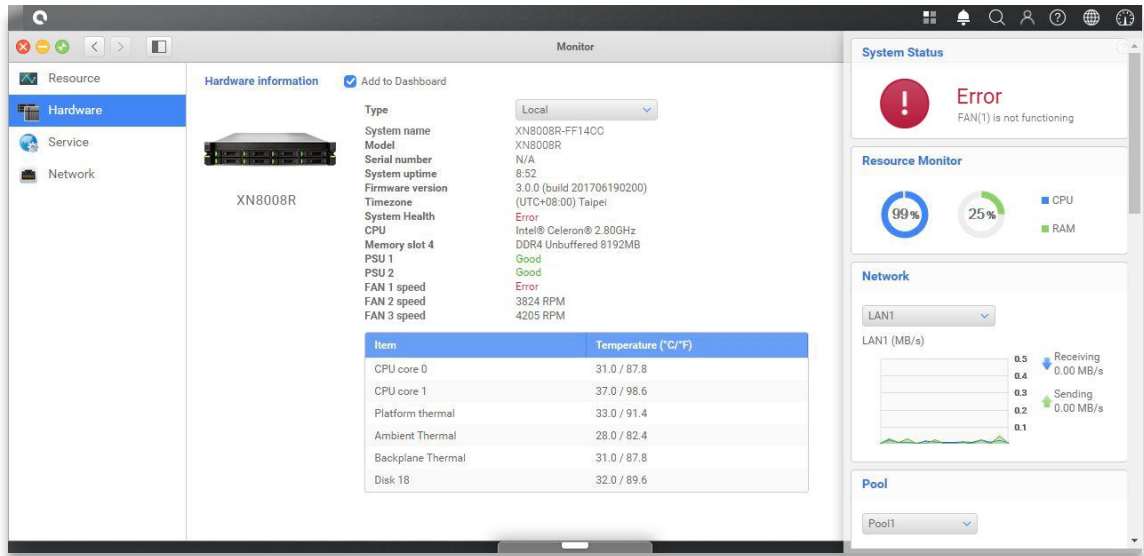 Monitor
Resource
Hardware
Service
Network
Hardware information
Add to Dashboard
XN8008R
Type Local
System name XN8008R-FF14CC
Model XN8008R
Serial number N/A
System uptime 8:52
Firmware version 3.0.0 (build 201706190200)
Timezone (UTC+08:00) Taipei
System Health Error
CPU Intel® Celeron® 2.80GHz
Memory slot 4 DDR4 Unbuffered 8192MB
PSU 1 Good
PSU 2 Good
FAN 1 speed Error
FAN 2 speed 3824 RPM
FAN 3 speed 4205 RPM
Item Temperature (°C/°F)
CPU core 0 31.0 / 87.8
CPU core 1 37.0 / 98.6
Platform thermal 33.0 / 91.4
Ambient Thermal 28.0 / 82.4
Backplane Thermal 31.0 / 87.8
Disk 18 32.0 / 89.6
System Status
Error
FAN(1) is not functioning
Resource Monitor
99% 25%
CPU
RAM
Network
LAN1
LAN1 (MB/s)
0.5
0.4
0.3
0.2
0.1
Receiving
0.00 MB/s
Sending
0.00 MB/s
Pool
Pool1